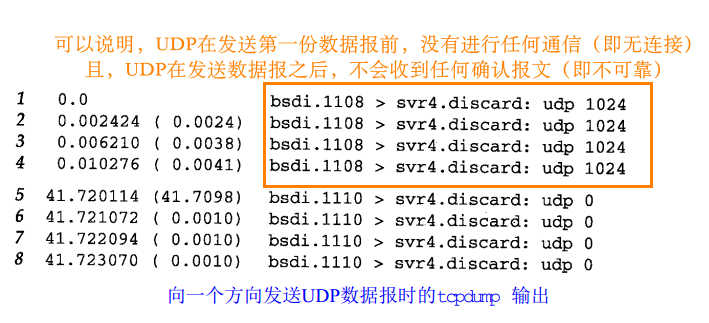 可以说明，UDP在发送第一份数据报前，没有进行任何通信（即无连接）
且，UDP在发送数据报之后，不会收到任何确认报文（即不可靠）
1 0.0 bsdi.1108 > svr4.discard: udp 1024
2 0.002424 ( 0.0024) bsdi.1108 > svr4.discard: udp 1024
3 0.006210 ( 0.0038) bsdi.1108 > svr4.discard: udp 1024
4 0.010276 ( 0.0041) bsdi.1108 > svr4.discard: udp 1024
5 41.720114 (41.7098) bsdi.1110 > svr4.discard: udp 0
6 41.721072 ( 0.0010) bsdi.1110 > svr4.discard: udp 0
7 41.722094 ( 0.0010) bsdi.1110 > svr4.discard: udp 0
8 41.723070 ( 0.0010) bsdi.1110 > svr4.discard: udp 0
向一个方向发送UDP数据报时的tcpdump 输出